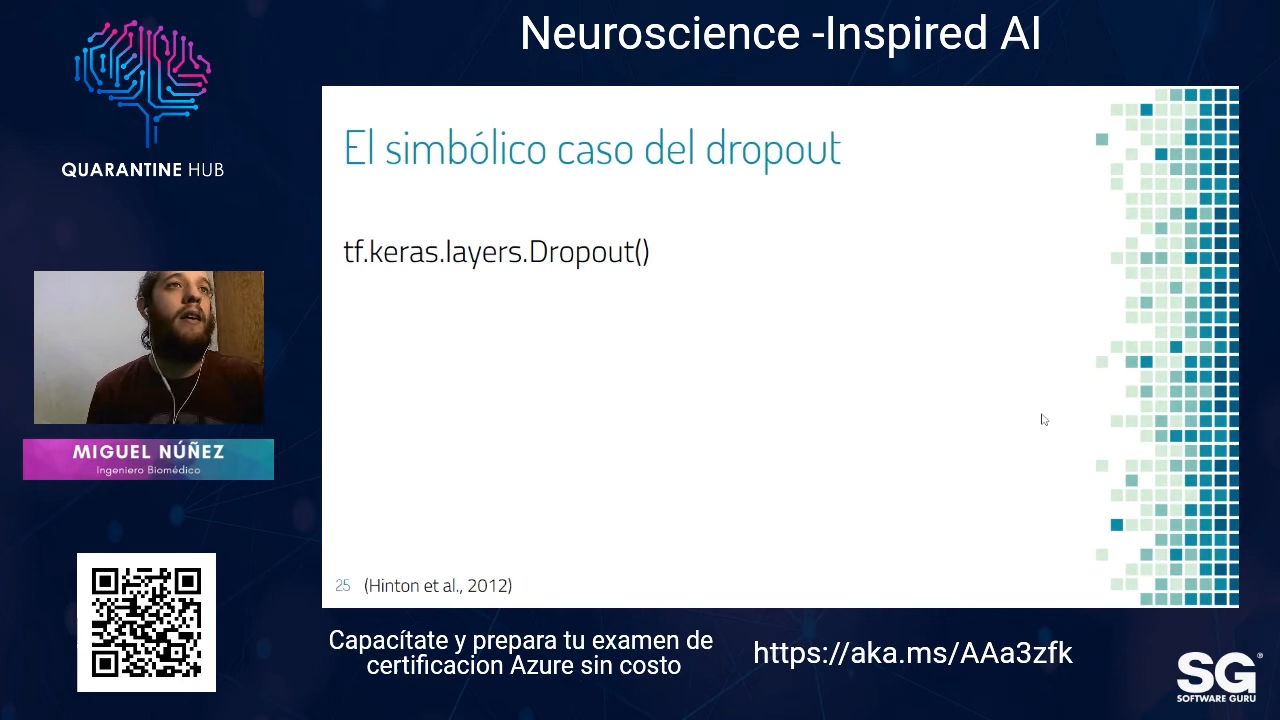 Neuroscience -Inspired AI
QUARANTINE HUB
El simbólico caso del dropout
tf.keras.layers.Dropout()
MIGUEL NÚÑEZ
Ingeniero Biomédico
25 (Hinton et al., 2012)
Capacítate y prepara tu examen de
certificacion Azure sin costo
https://aka.ms/AAa3zfk
SG®
SOFTWARE GURU